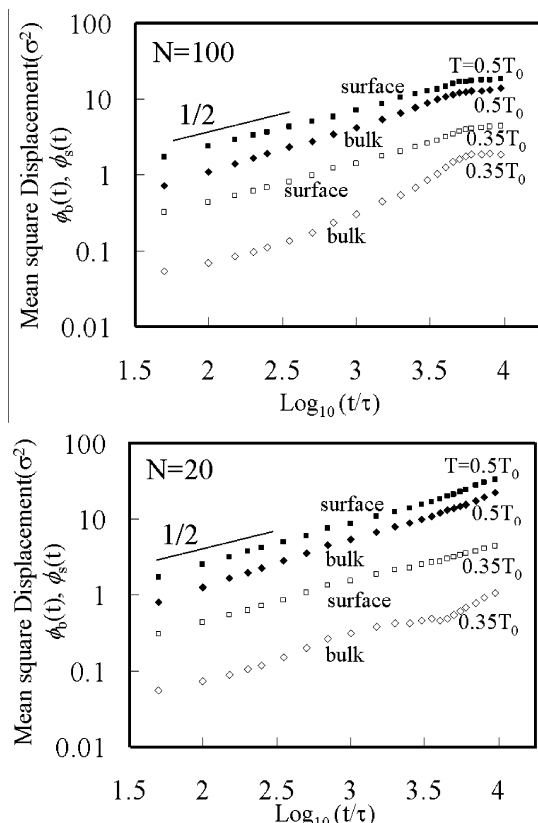 100
N=100
T=0.5T₀
surface
0.5T₀
10
1/2
bulk
0.35T₀
1
surface
0.35T₀
0.1
bulk
0.01
1.5 2 2.5 3 3.5 4
Log₁₀ (t/τ)
Mean square Displacement(σ²)
ϕb(t), ϕs(t)
100
N=20
T=0.5T₀
surface
0.5T₀
10
1/2
bulk
0.35T₀
1
surface
0.35T₀
0.1
bulk
0.01
1.5 2 2.5 3 3.5 4
Log₁₀ (t/τ)
Mean square Displacement(σ²)
ϕb(t), ϕs(t)